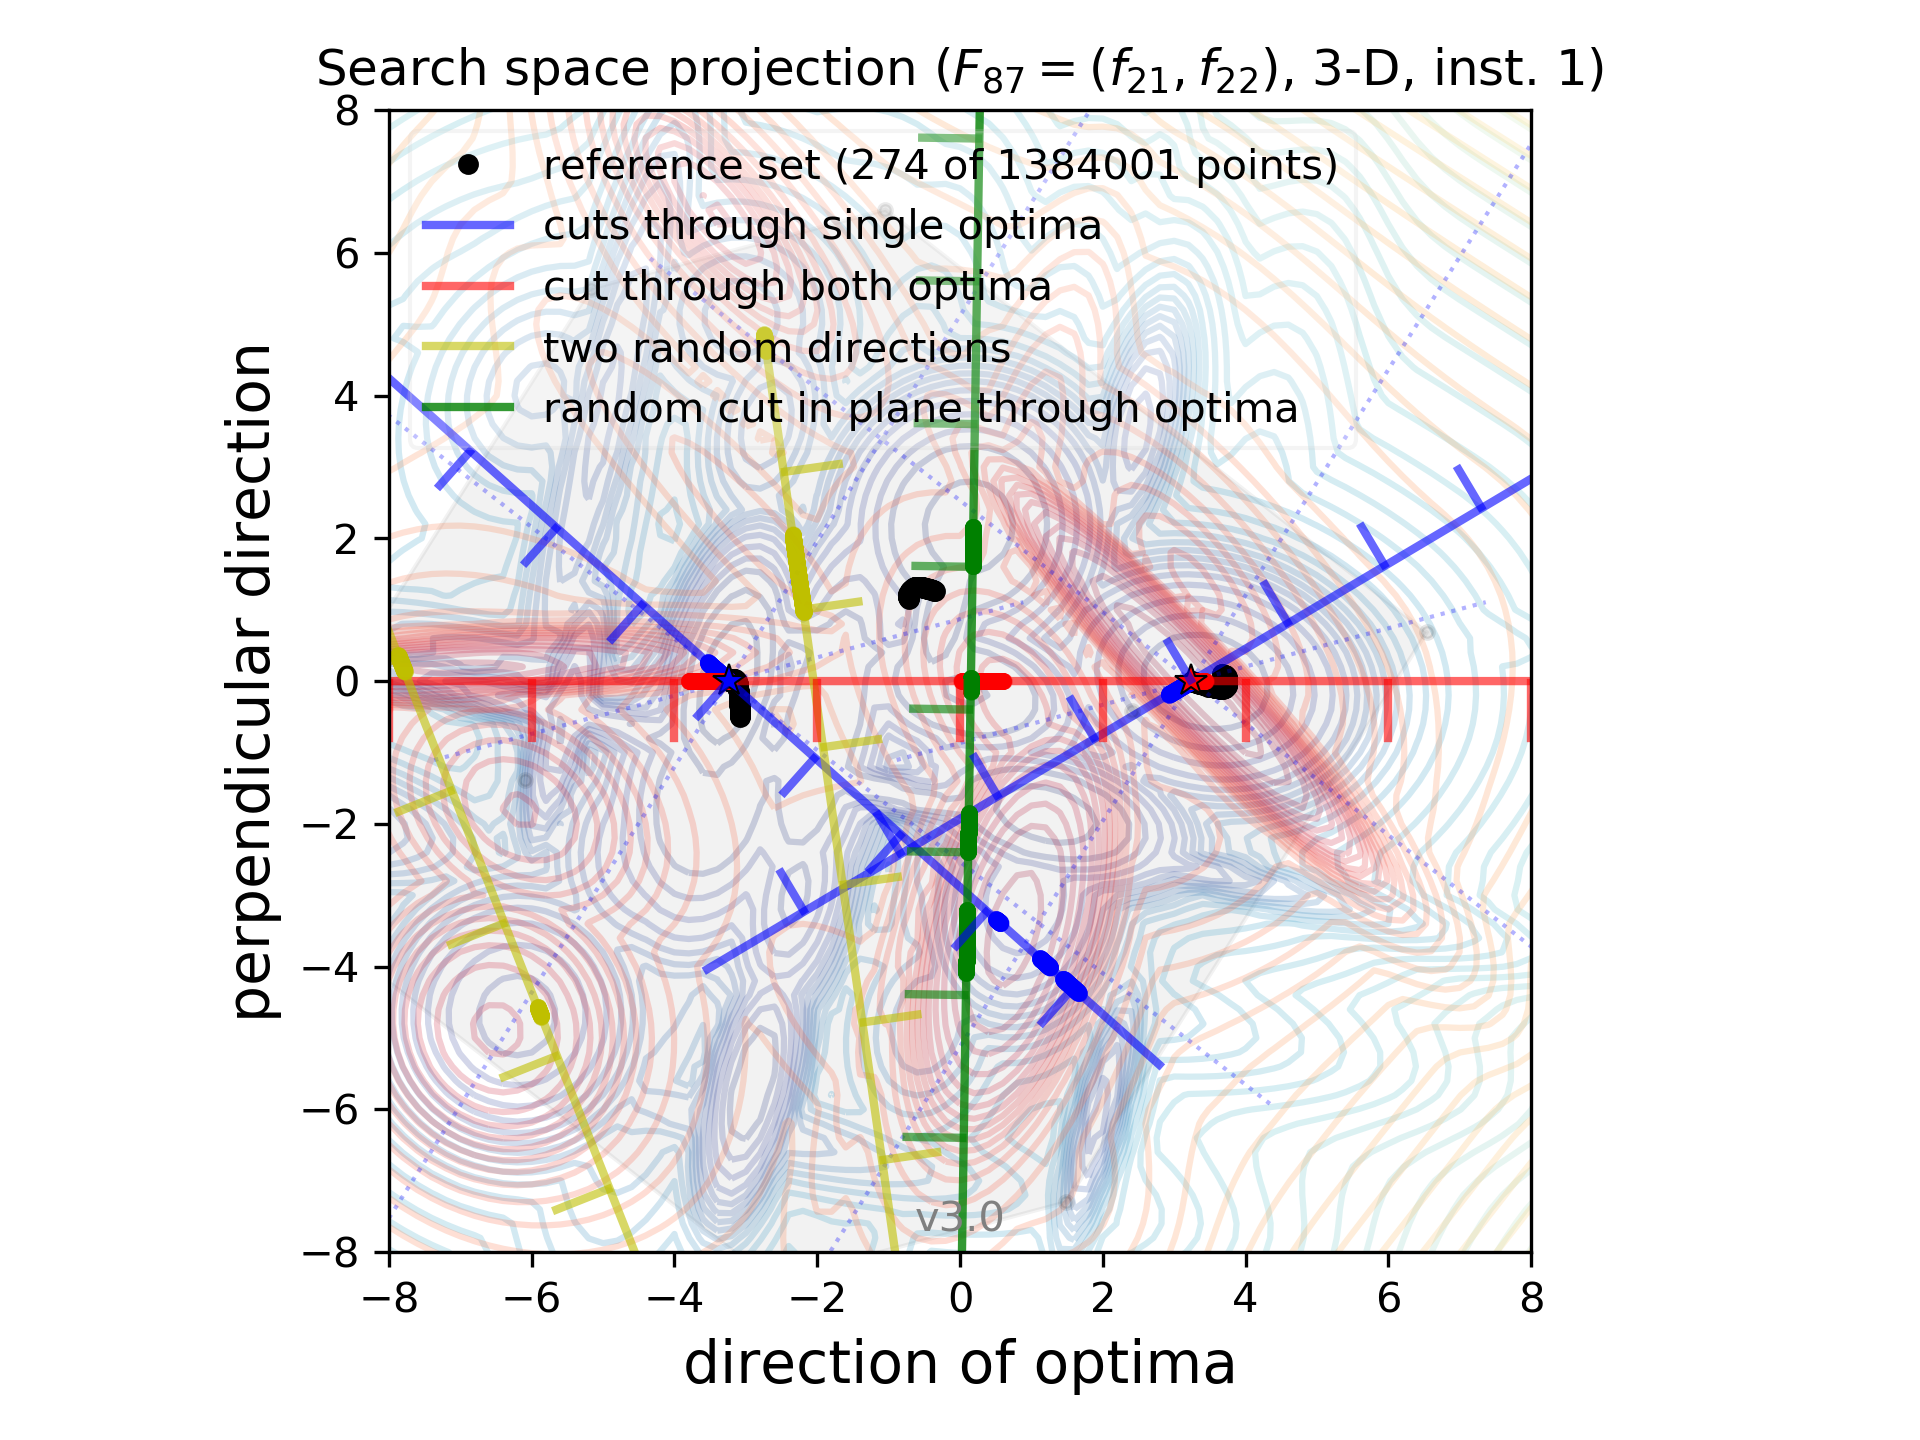 Search space projection (F87 = (f21, f22), 3-D, inst. 1)
reference set (274 of 1384001 points)
cuts through single optima
cut through both optima
two random directions
random cut in plane through optima
perpendicular direction
8
6
4
2
0
−2
−4
−6
−8
v3.0
−8 −6 −4 −2 0 2 4 6 8
direction of optima